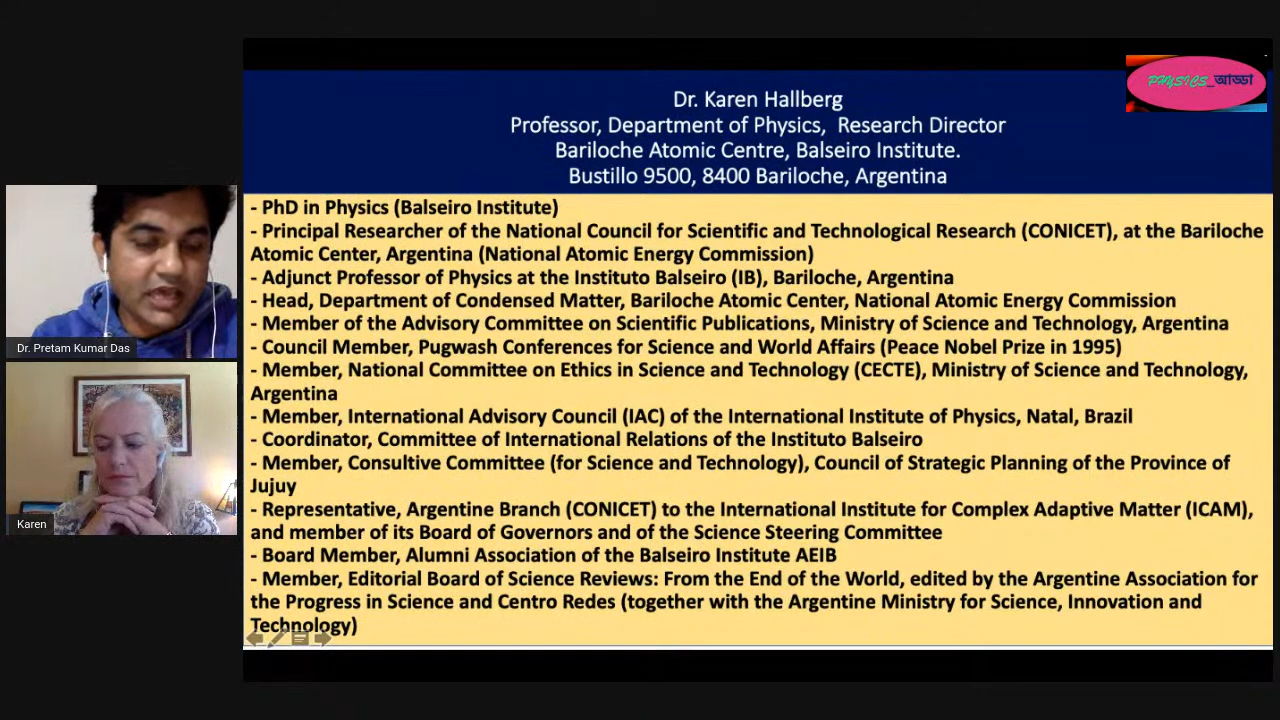 PHYSICS_আড্ডা
Dr. Karen Hallberg
Professor, Department of Physics, Research Director
Bariloche Atomic Centre, Balseiro Institute.
Bustillo 9500, 8400 Bariloche, Argentina
- PhD in Physics (Balseiro Institute)
- Principal Researcher of the National Council for Scientific and Technological Research (CONICET), at the Bariloche
Atomic Center, Argentina (National Atomic Energy Commission)
- Adjunct Professor of Physics at the Instituto Balseiro (IB), Bariloche, Argentina
- Head, Department of Condensed Matter, Bariloche Atomic Center, National Atomic Energy Commission
- Member of the Advisory Committee on Scientific Publications, Ministry of Science and Technology, Argentina
- Council Member, Pugwash Conferences for Science and World Affairs (Peace Nobel Prize in 1995)
- Member, National Committee on Ethics in Science and Technology (CECTE), Ministry of Science and Technology,
Argentina
- Member, International Advisory Council (IAC) of the International Institute of Physics, Natal, Brazil
- Coordinator, Committee of International Relations of the Instituto Balseiro
- Member, Consultive Committee (for Science and Technology), Council of Strategic Planning of the Province of
Jujuy
- Representative, Argentine Branch (CONICET) to the International Institute for Complex Adaptive Matter (ICAM),
and member of its Board of Governors and of the Science Steering Committee
- Board Member, Alumni Association of the Balseiro Institute AEIB
- Member, Editorial Board of Science Reviews: From the End of the World, edited by the Argentine Association for
the Progress in Science and Centro Redes (together with the Argentine Ministry for Science, Innovation and
Technology)
Dr. Pretam Kumar Das
Karen